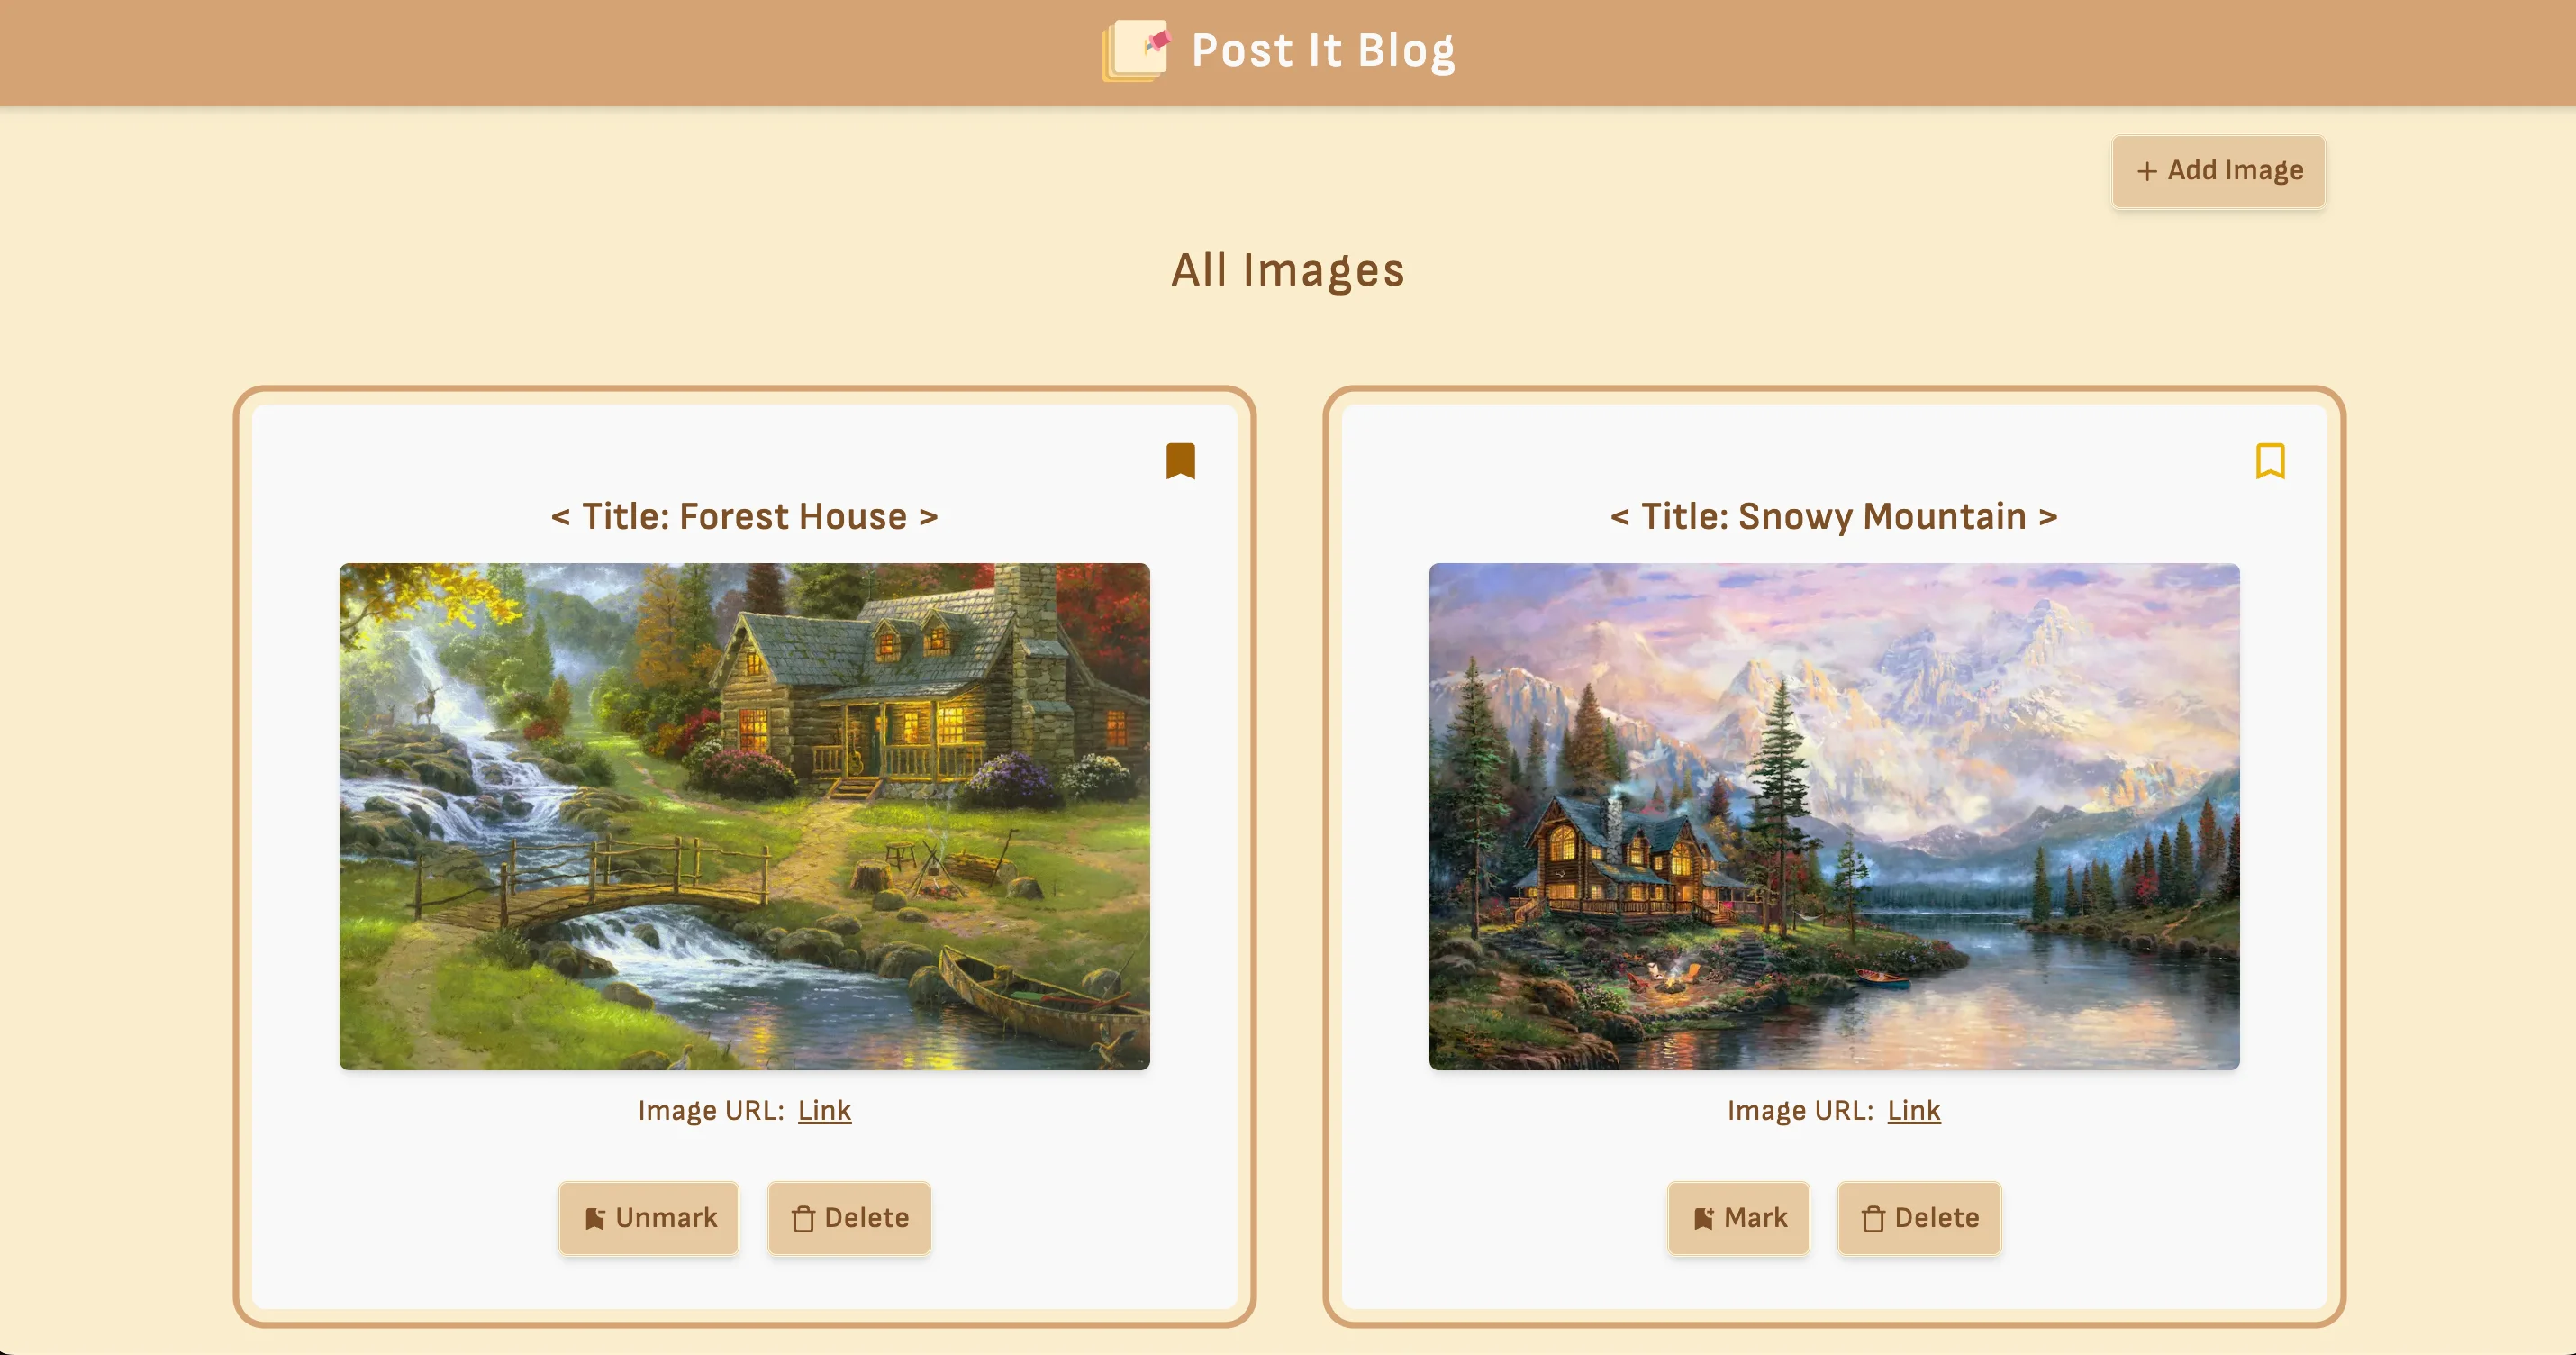 Post It Blog
+ Add Image
All Images
< Title: Forest House >
Image URL: Link
Unmark
Delete
< Title: Snowy Mountain >
Image URL: Link
Mark
Delete